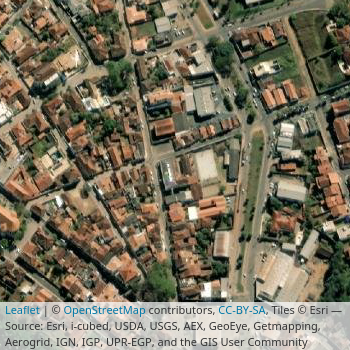 Leaflet | © OpenStreetMap contributors, CC-BY-SA, Tiles © Esri —
Source: Esri, i-cubed, USDA, USGS, AEX, GeoEye, Getmapping,
Aerogrid, IGN, IGP, UPR-EGP, and the GIS User Community